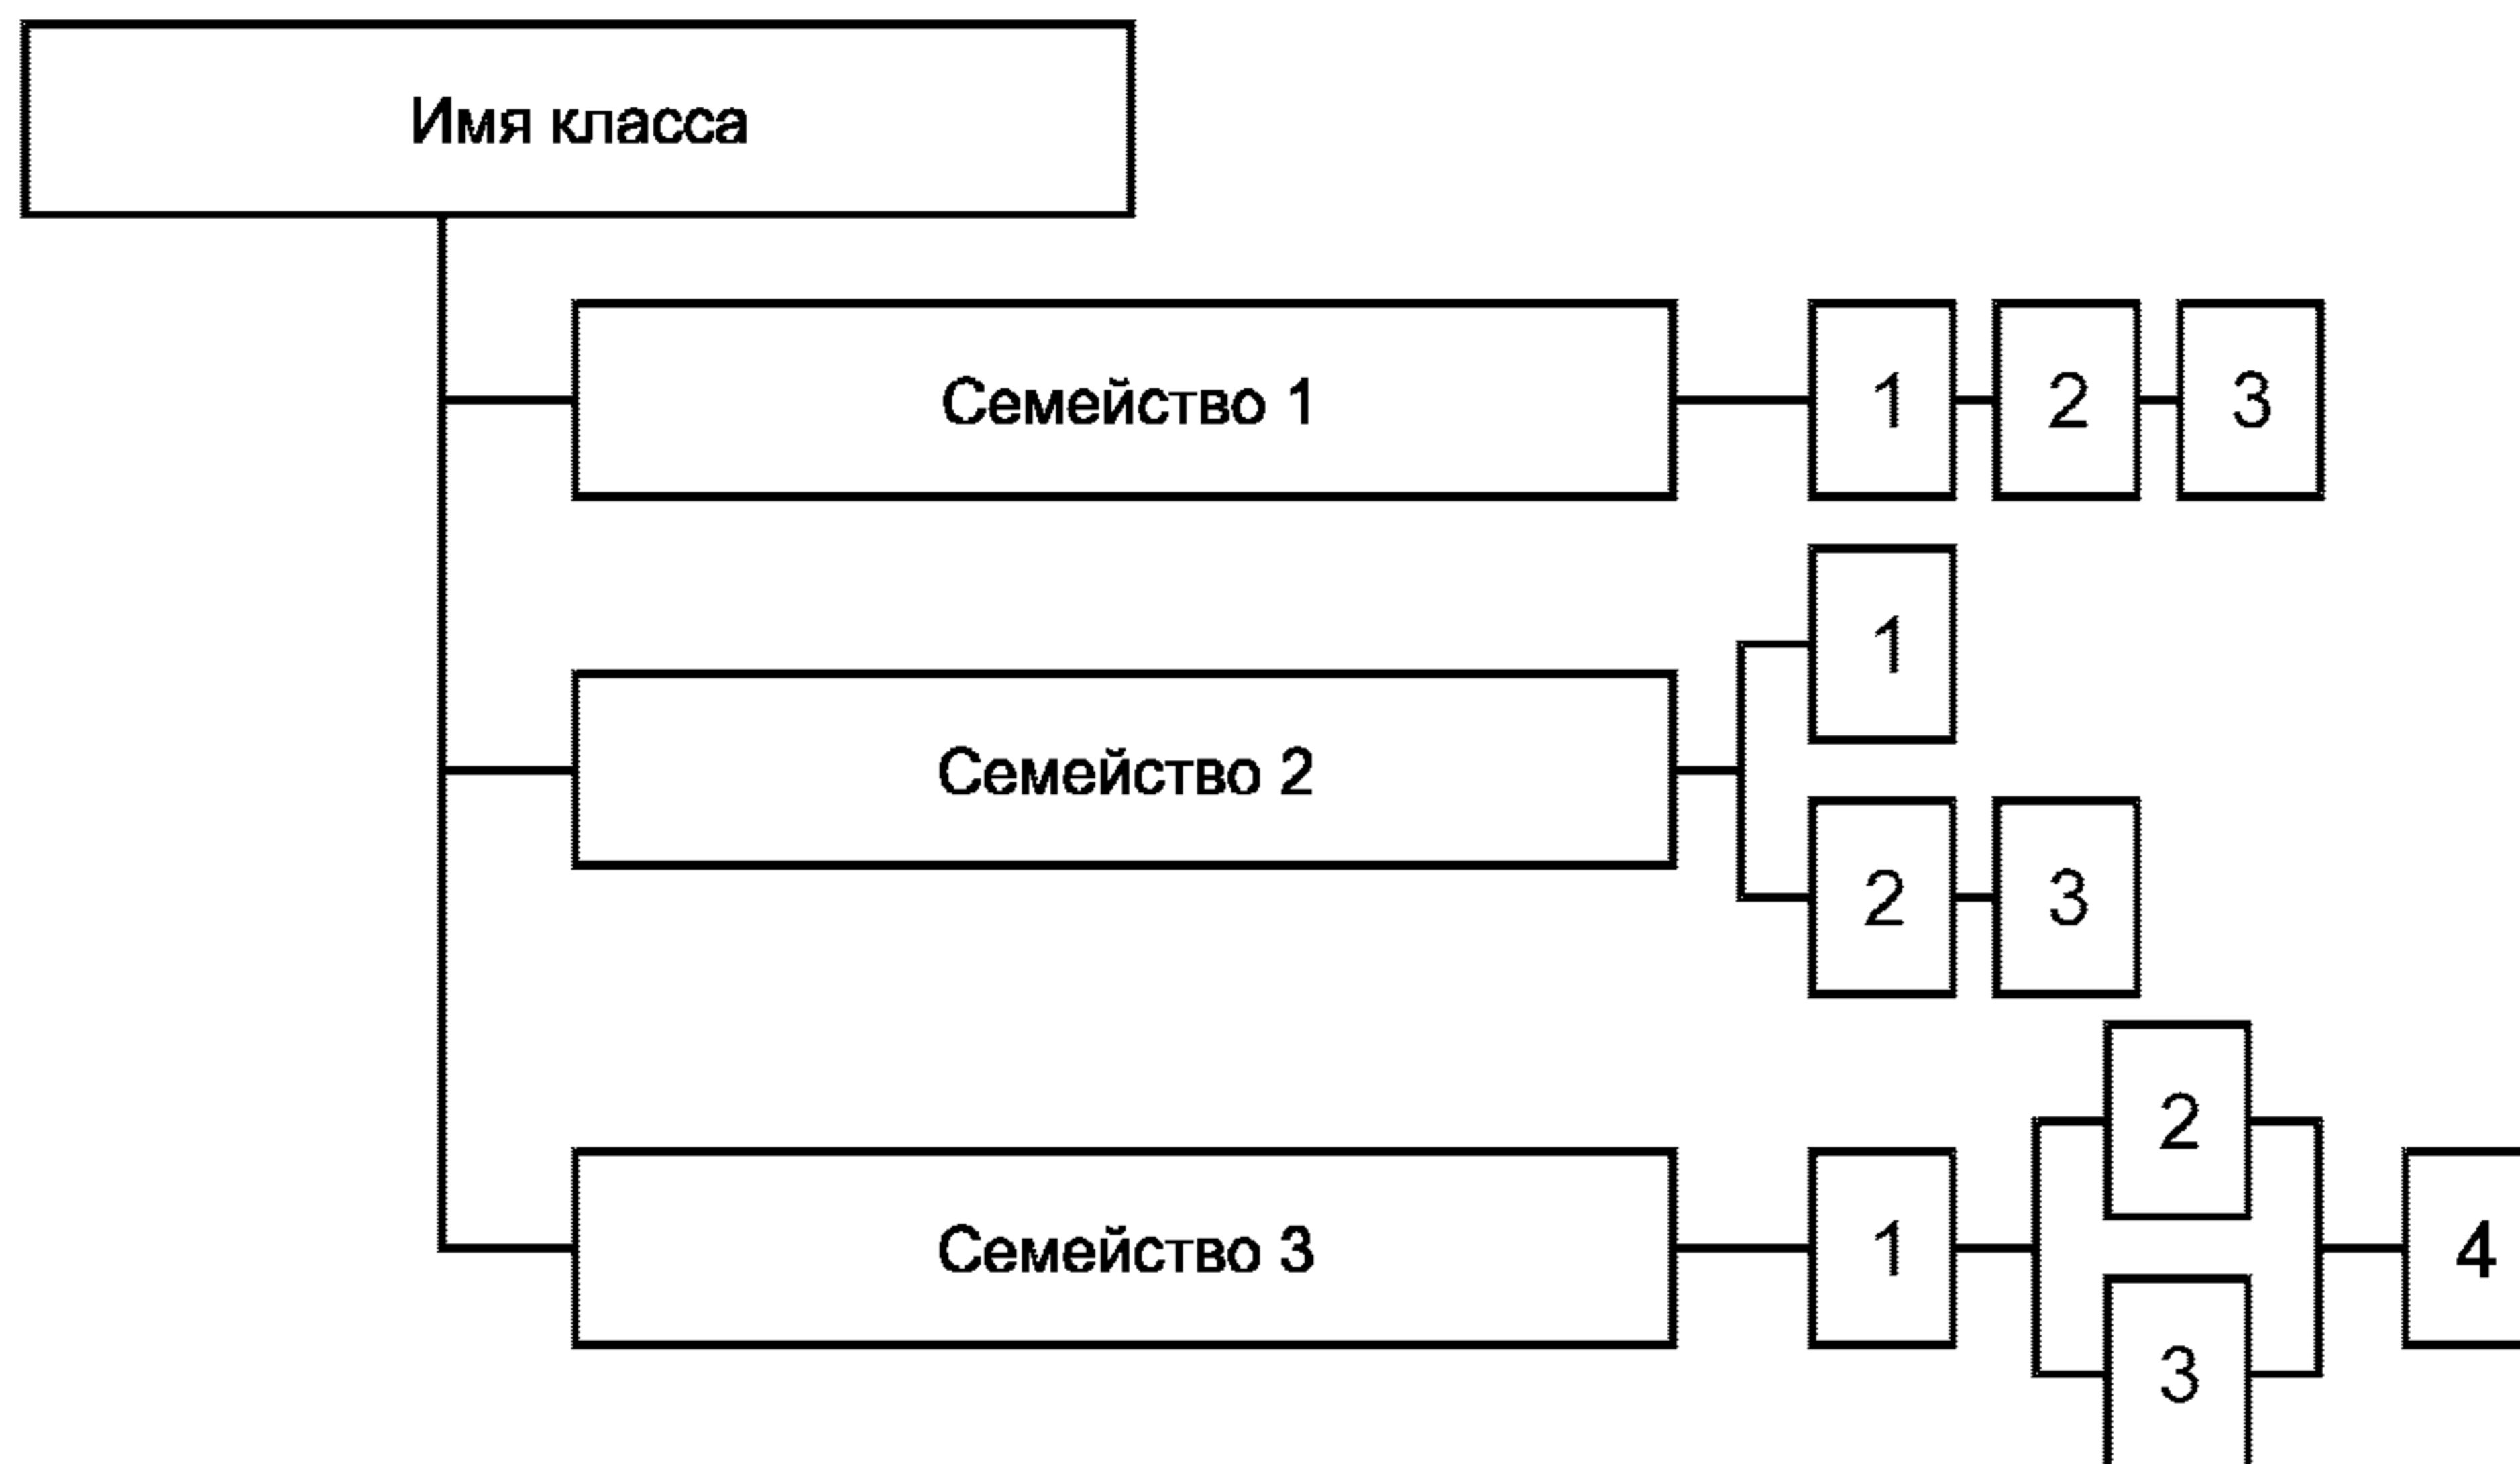 Имя класса
Семейство 1
1 2 3
1
Семейство 2
2 3
2
Семейство 3
1
4
3